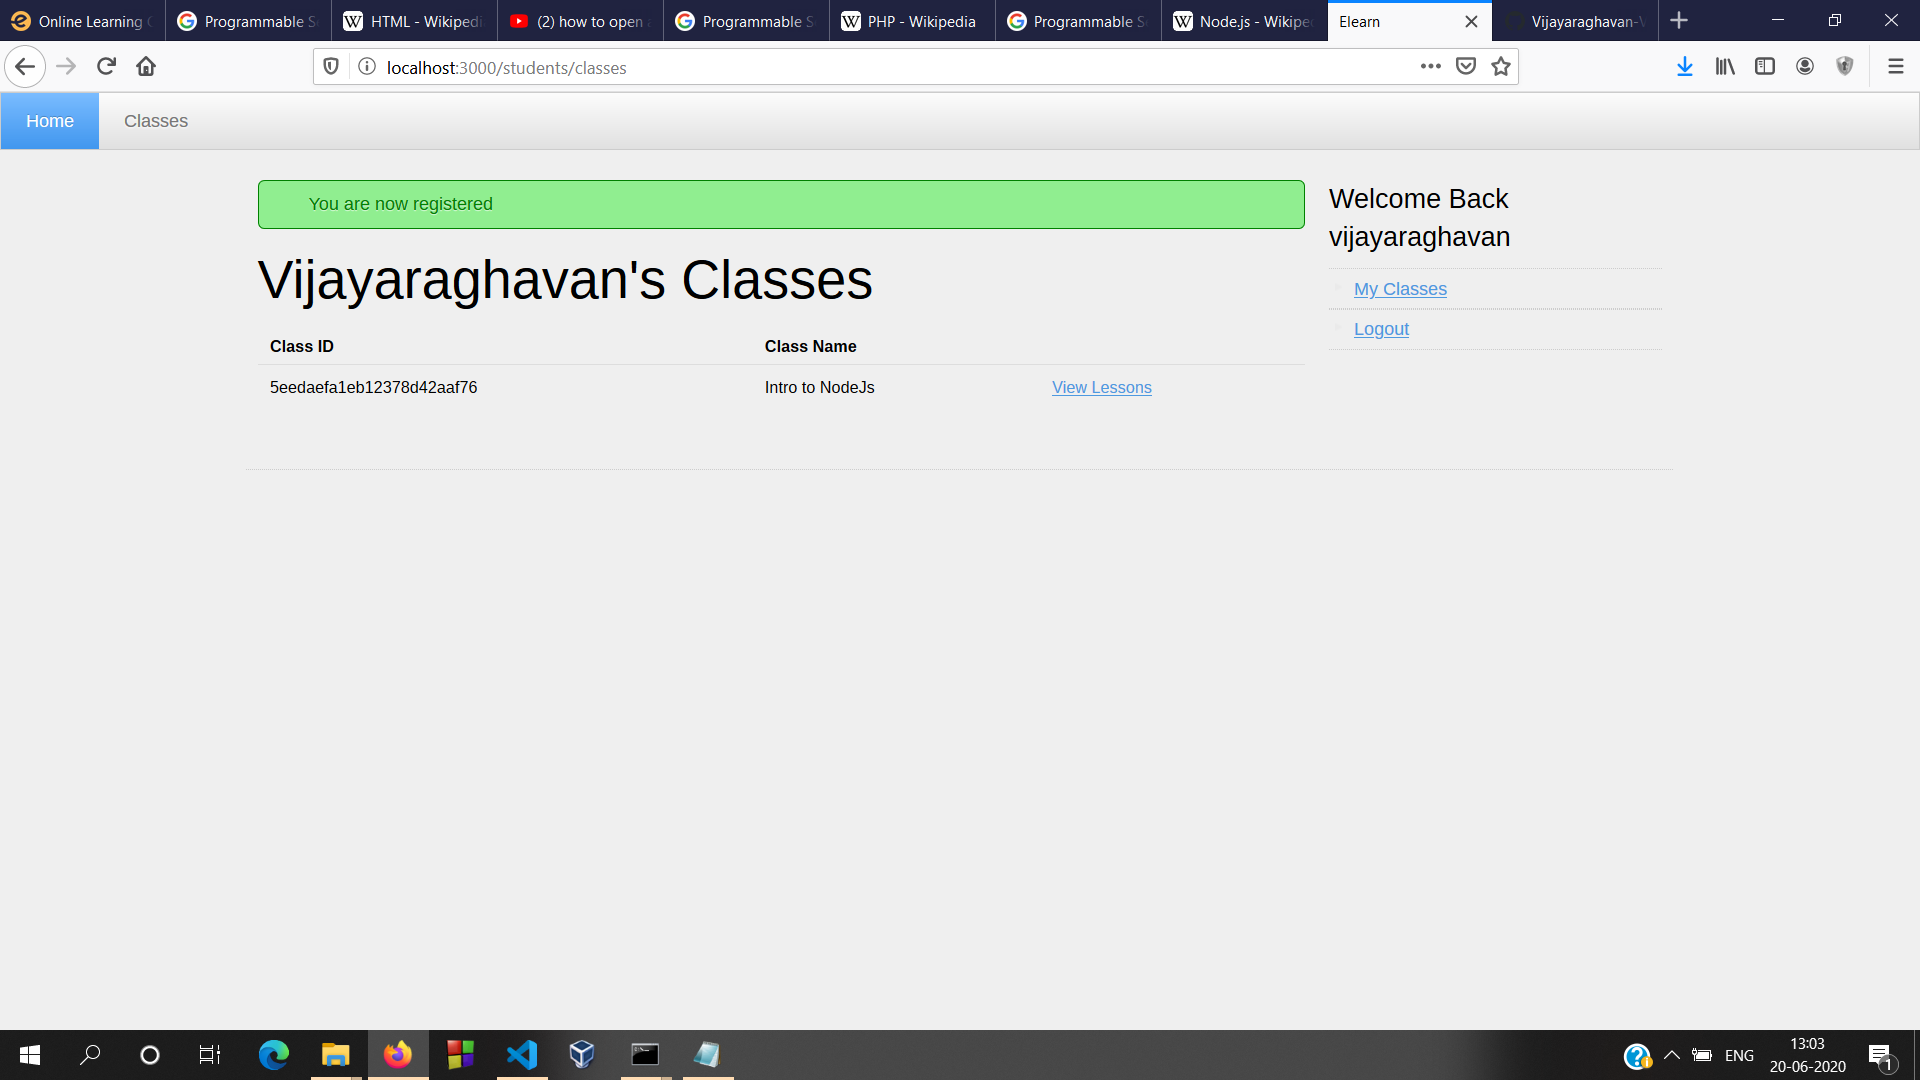 Online Learning
Programmable S
HTML - Wikipedi
(2) how to open
Programmable S
PHP - Wikipedia
Programmable S
Node.js - Wikipe
Elearn
Vijayaraghavan-V
localhost:3000/students/classes
Home
Classes
You are now registered
Welcome Back
vijayaraghavan
My Classes
Logout
Vijayaraghavan's Classes
Class ID Class Name
5eedaefa1eb12378d42aaf76 Intro to NodeJs View Lessons
ENG
13:03
20-06-2020
1